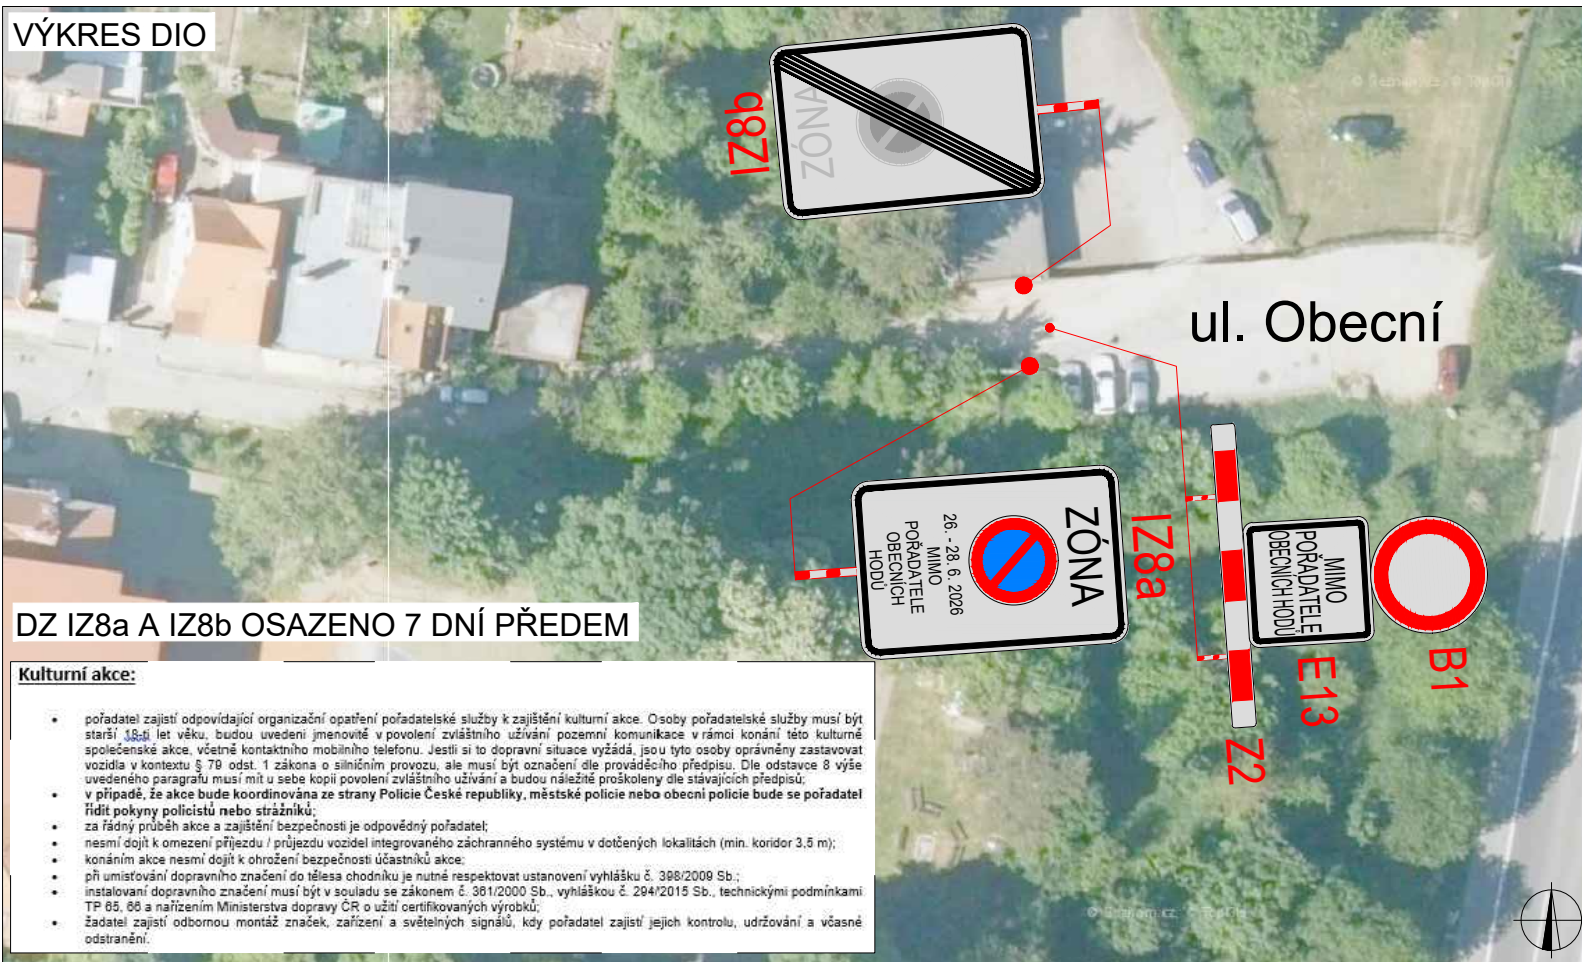 VÝKRES DIO
IZ8b
ZÓNA
ul. Obecní
ZÓNA
26. - 28. 6. 2026
MIMO
POŘADATELE
OBECNÍCH
HODŮ
IZ8a
MIMO
POŘADATELE
OBECNÍCH HODŮ
B1
E13
Z2
DZ IZ8a A IZ8b OSAZENO 7 DNÍ PŘEDEM
Kulturní akce:
• pořadatel zajistí odpovídající organizační opatření pořadatelské služby k zajištění kulturní akce. Osoby pořadatelské služby musí být
starší 18-ti let věku, budou uvedeni jmenovitě v povolení zvláštního užívání pozemní komunikace v rámci konání této kulturně
společenské akce, včetně kontaktního mobilního telefonu. Jestli si to dopravní situace vyžádá, jsou tyto osoby oprávněny zastavovat
vozidla v kontextu § 79 odst. 1 zákona o silničním provozu, ale musí být označení dle prováděcího předpisu. Dle odstavce 8 výše
uvedeného paragrafu musí mít u sebe kopii povolení zvláštního užívání a budou náležitě proškoleny dle stávajících předpisů;
• v případě, že akce bude koordinována ze strany Policie České republiky, městské policie nebo obecní policie bude se pořadatel
řídit pokyny policistů nebo strážníků;
• za řádný průběh akce a zajištění bezpečnosti je odpovědný pořadatel;
• nesmí dojít k omezení příjezdu / průjezdu vozidel integrovaného záchranného systému v dotčených lokalitách (min. koridor 3,5 m);
• konáním akce nesmí dojít k ohrožení bezpečnosti účastníků akce;
• při umisťování dopravního značení do tělesa chodníku je nutné respektovat ustanovení vyhlášku č. 398/2009 Sb.;
• instalovaní dopravního značení musí být v souladu se zákonem č. 361/2000 Sb., vyhláškou č. 294/2015 Sb., technickými podmínkami
TP 65, 66 a nařízením Ministerstva dopravy ČR o užití certifikovaných výrobků;
• žadatel zajistí odbornou montáž značek, zařízení a světelných signálů, kdy pořadatel zajistí jejich kontrolu, udržování a včasné
odstranění.